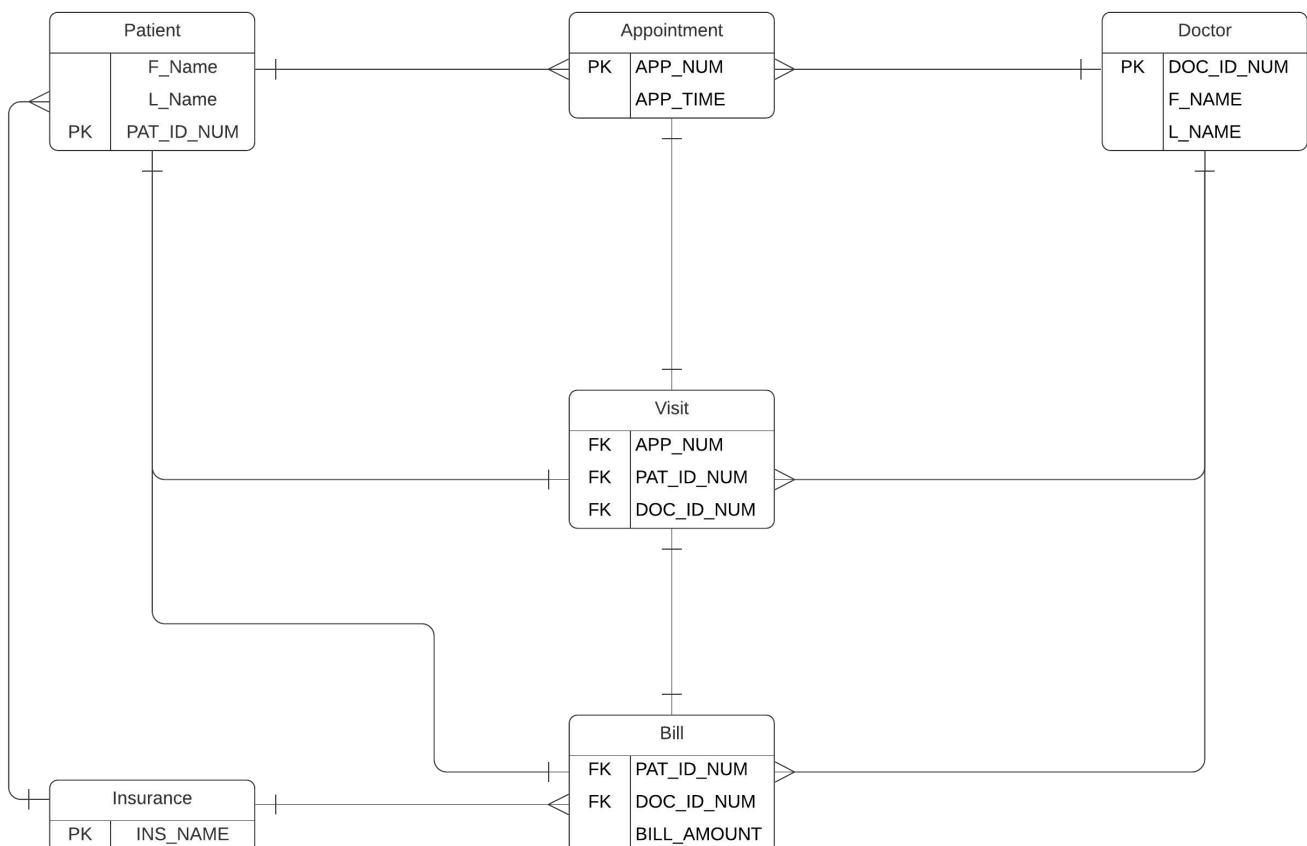 Patient
F_Name
L_Name
PK PAT_ID_NUM
Appointment
PK APP_NUM
APP_TIME
Doctor
PK DOC_ID_NUM
F_NAME
L_NAME
Visit
FK APP_NUM
FK PAT_ID_NUM
FK DOC_ID_NUM
Insurance
PK INS_NAME
Bill
FK PAT_ID_NUM
FK DOC_ID_NUM
BILL_AMOUNT